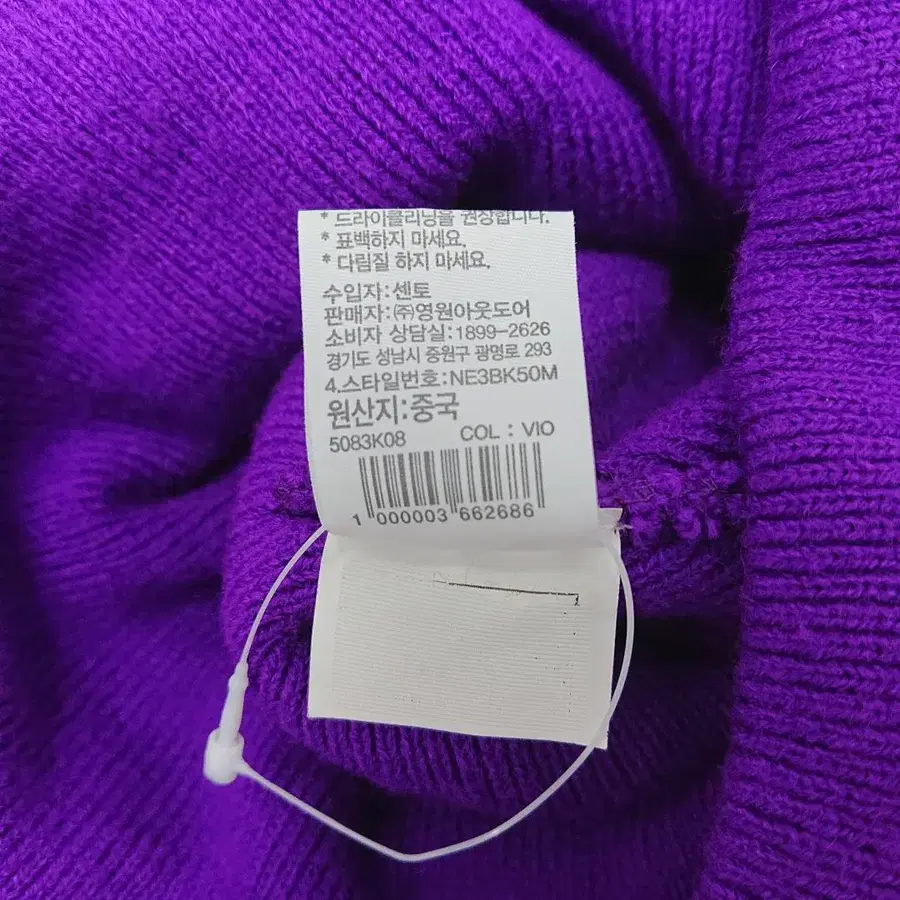 * 드라이클리닝을 권장합니다.
* 표백하지 마세요.
* 다림질 하지 마세요.
수입자:센토
판매자:㈜영원아웃도어
소비자 상담실:1899-2626
경기도 성남시 중원구 광명로 293
4.스타일번호:NE3BK50M
원산지:중국
5083K08 COL : VIO
1 000003 662686